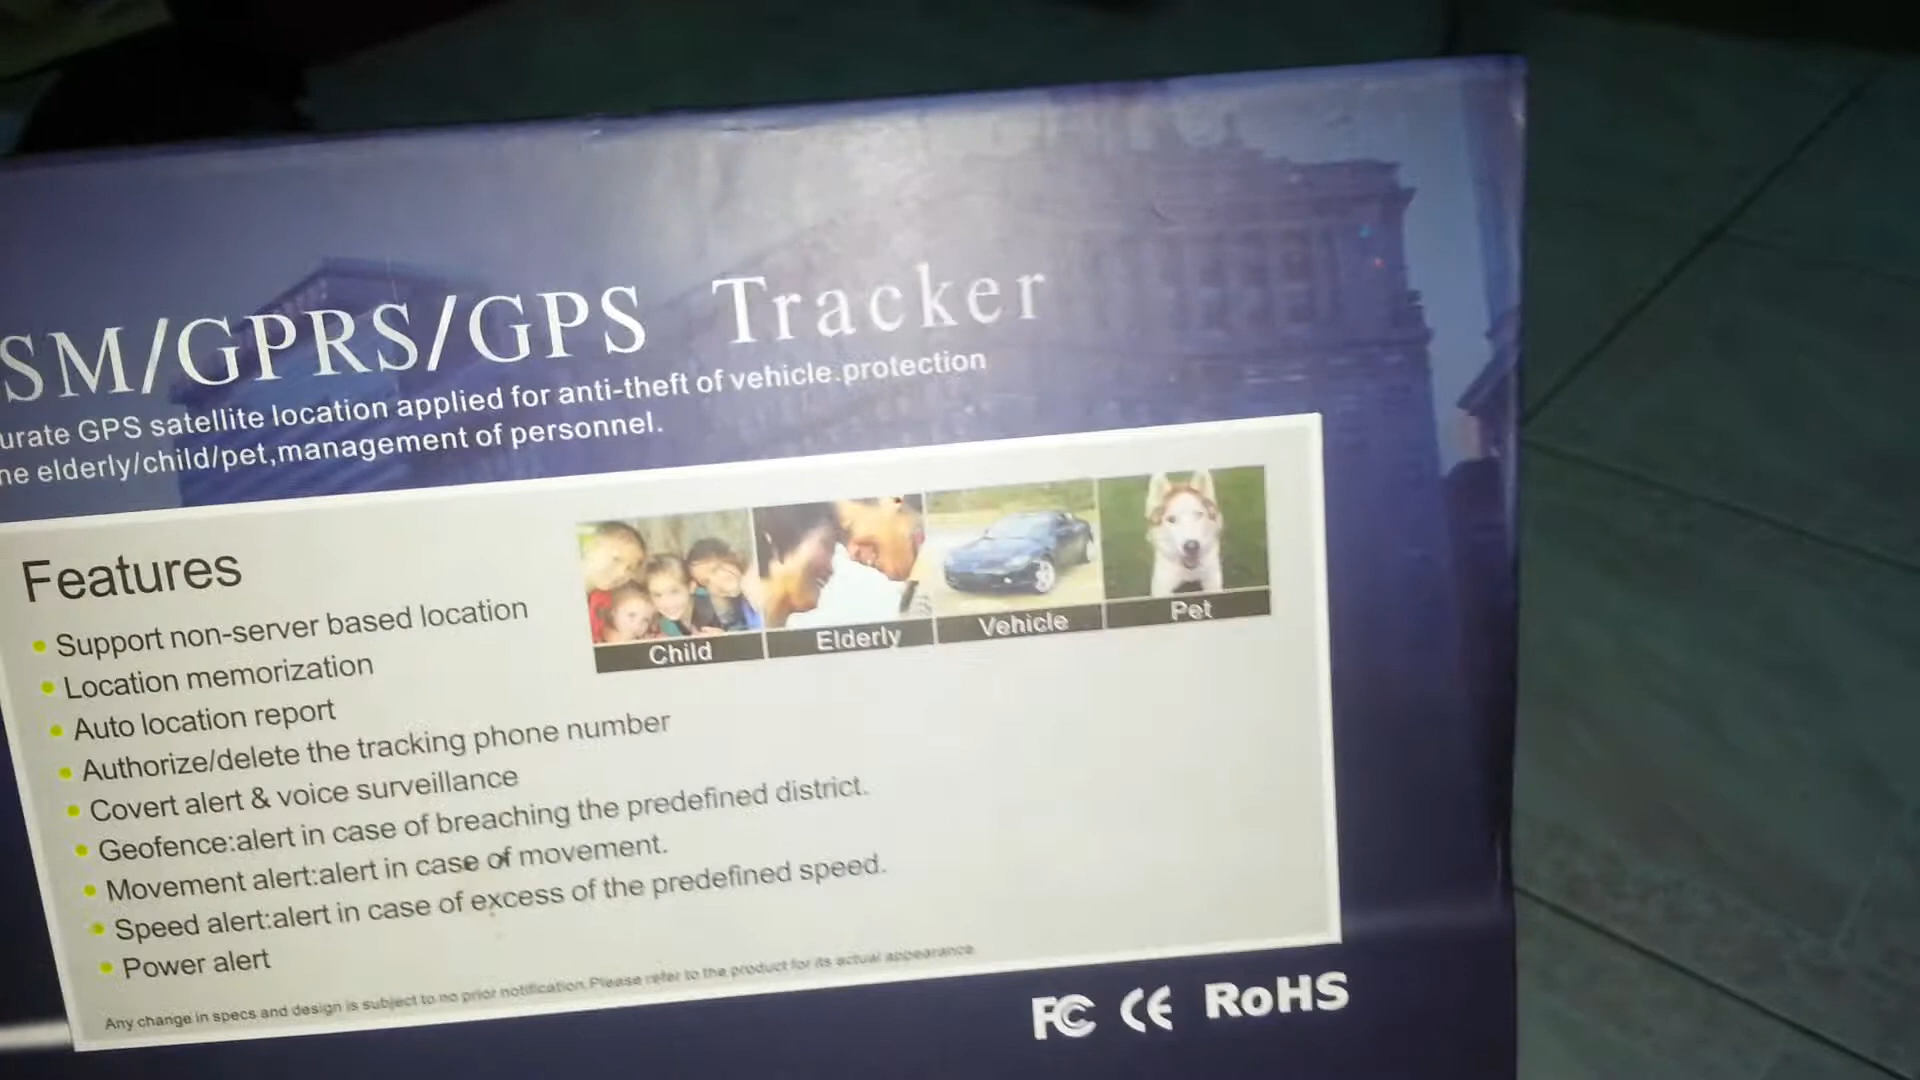 SM/GPRS/GPS Tracker
urate GPS satellite location applied for anti-theft of vehicle.protection
ne elderly/child/pet,management of personnel.
Features
Child Elderly Vehicle Pet
Support non-server based location
Location memorization
Auto location report
Authorize/delete the tracking phone number
Covert alert & voice surveillance
Geofence:alert in case of breaching the predefined district.
Movement alert:alert in case of movement.
Speed alert:alert in case of excess of the predefined speed.
Power alert
Any change in specs and design is subject to no prior notification.Please refer to the product for its actual appearance.
FC CE RoHS